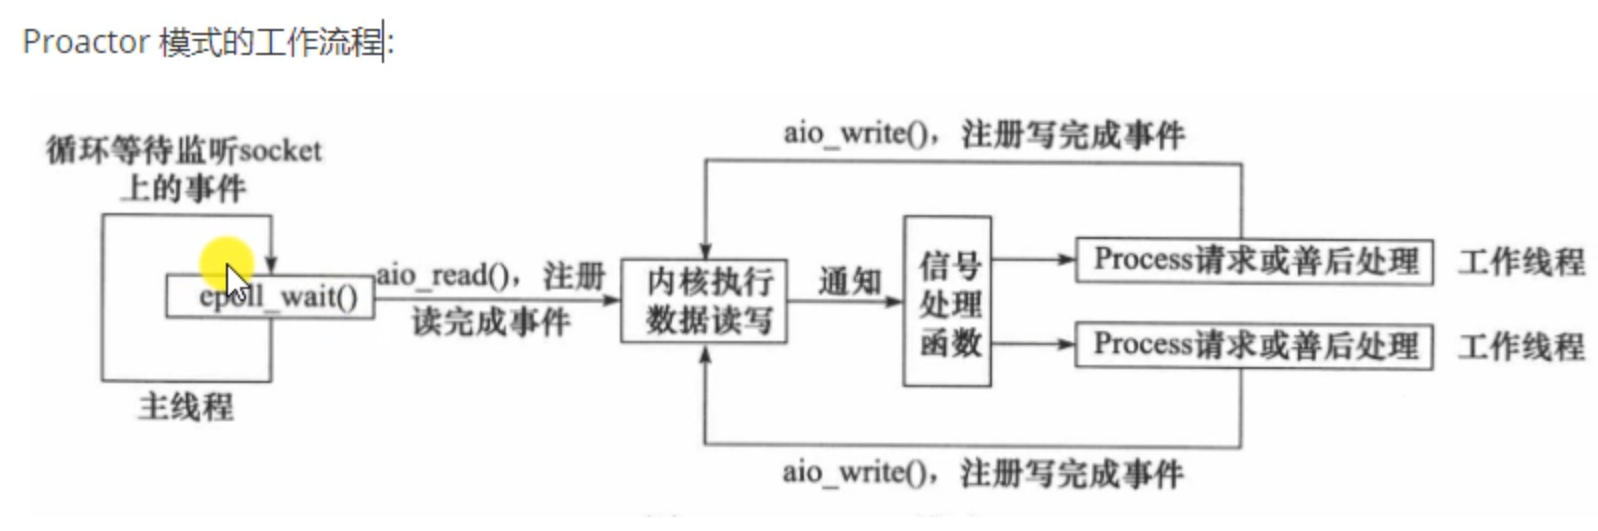 Proactor 模式的工作流程:
循环等待监听socket
上的事件
epoll_wait()
主线程
aio_read()，注册
读完成事件
内核执行
数据读写
通知
信号
处理
函数
aio_write()，注册写完成事件
Process请求或善后处理
工作线程
Process请求或善后处理
工作线程
aio_write()，注册写完成事件